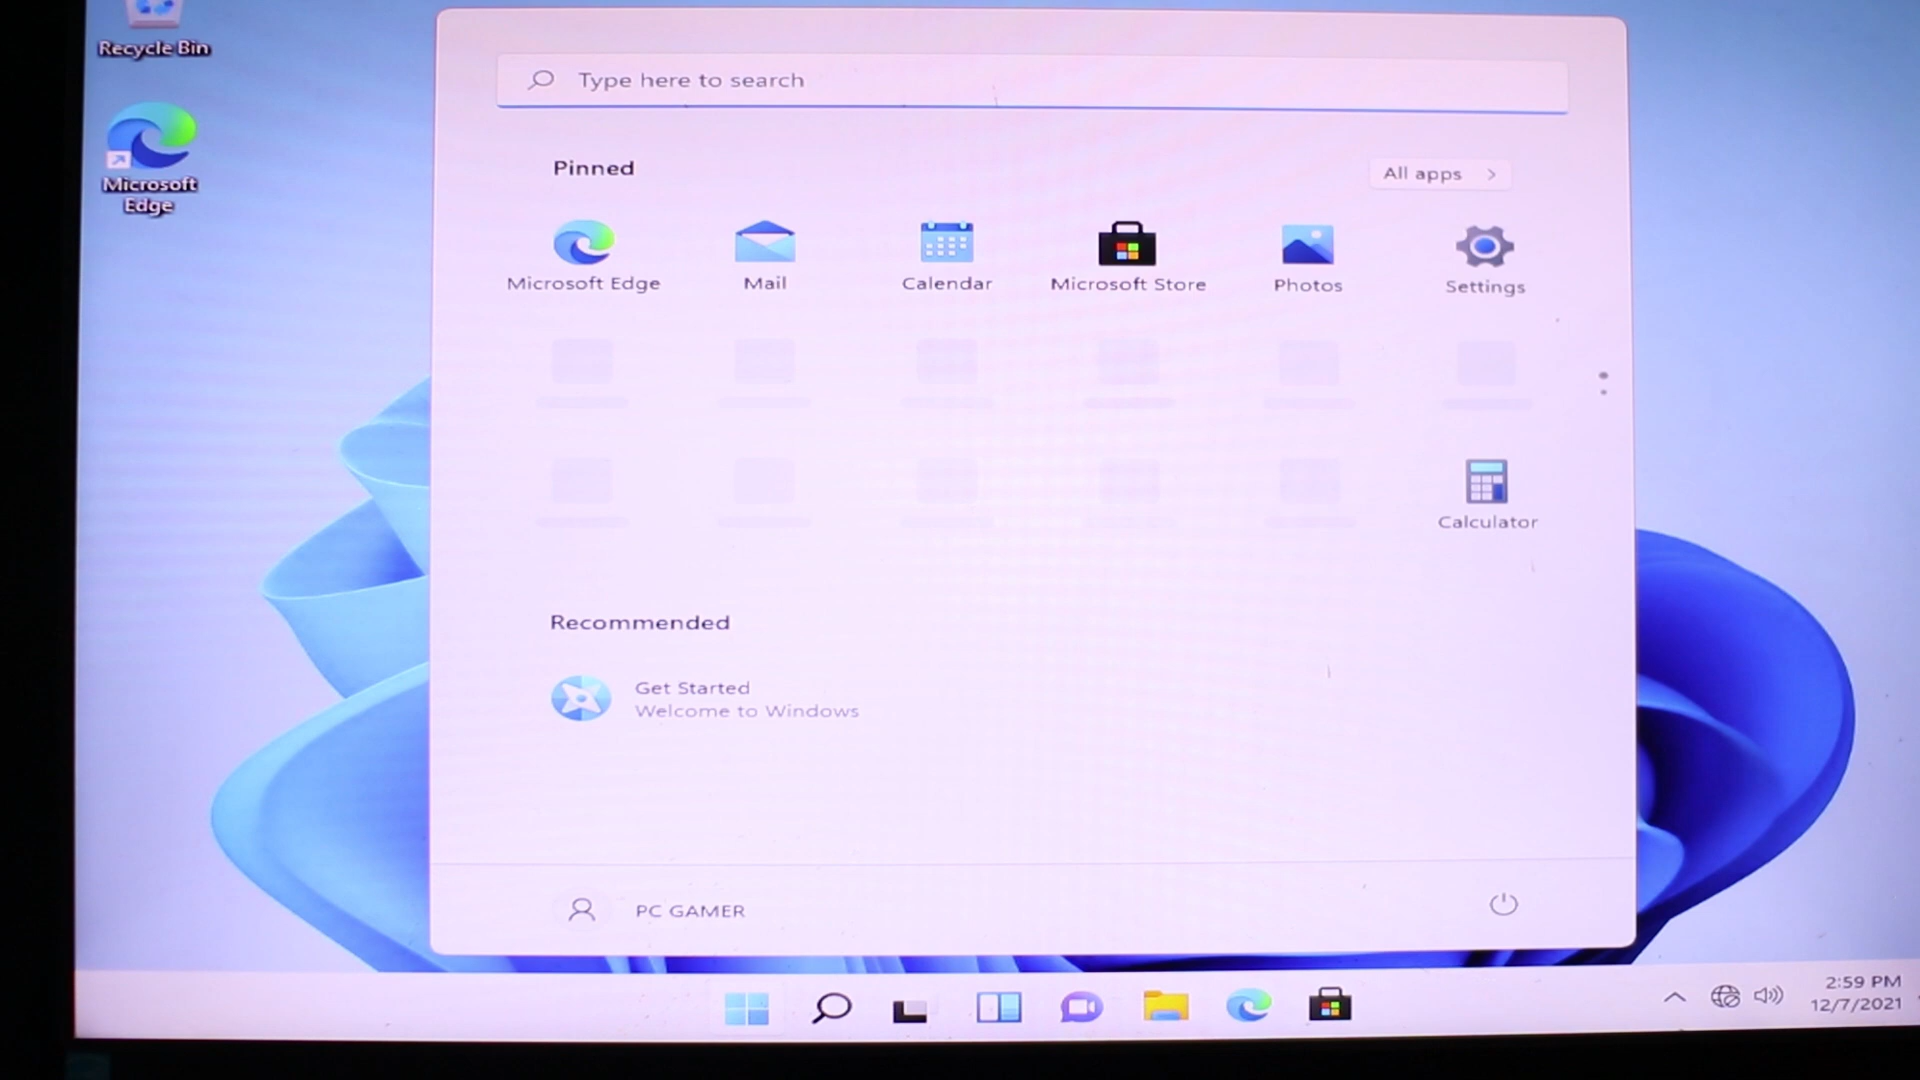 Recycle Bin
Microsoft
Edge
Type here to search
Pinned
All apps
Microsoft Edge
Mail
Calendar
Microsoft Store
Photos
Settings
Calculator
Recommended
Get Started
Welcome to Windows
PC GAMER
2:59 PM
12/7/2021